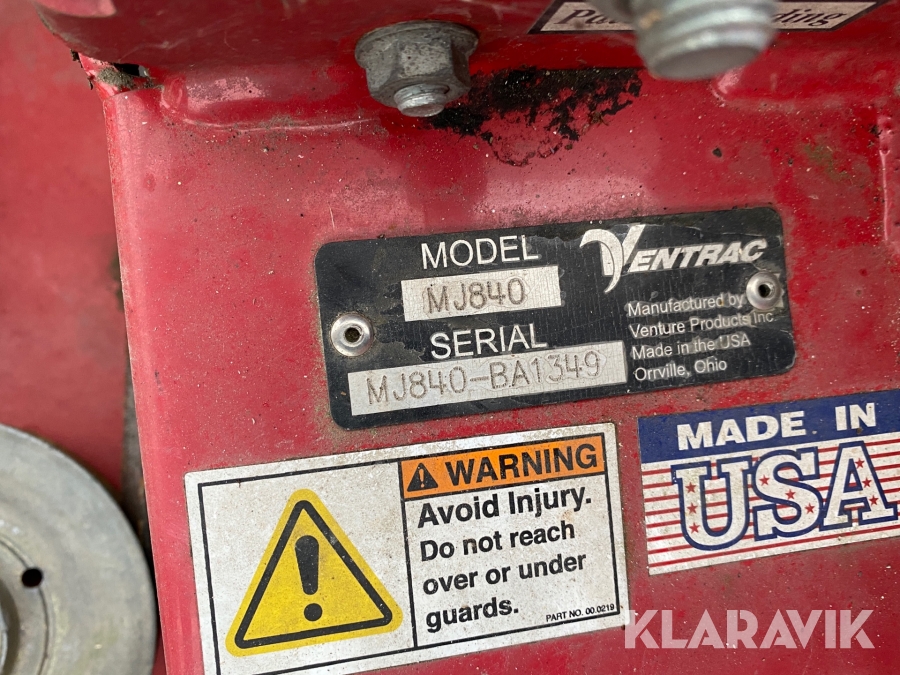 MODEL
MJ840
SERIAL
MJ840-BA1349
VENTRAC
Manufactured by
Venture Products Inc
Made in the USA
Orrville, Ohio
WARNING
Avoid Injury.
Do not reach
over or under
guards.
PART NO. 00.0219
MADE IN
USA
KLARAVIK